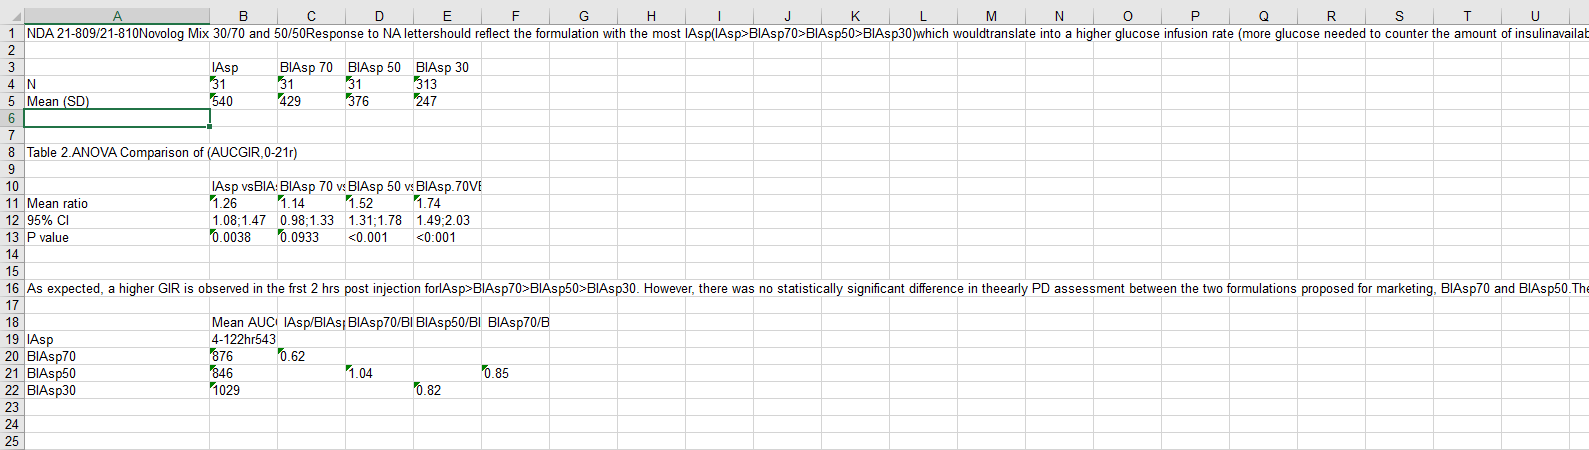 A B C D E F G H I J K L M N O P Q R S T U
1 NDA 21-809/21-810Novolog Mix 30/70 and 50/50Response to NA lettershould reflect the formulation with the most IAsp(IAsp>BIAsp70>BIAsp50>BIAsp30)which wouldtranslate into a higher glucose infusion rate (more glucose needed to counter the amount of insulinavailab
2
3 IAsp BIAsp 70 BIAsp 50 BIAsp 30
4 N 31 31 31 313
5 Mean (SD) 540 429 376 247
6
7
8 Table 2.ANOVA Comparison of (AUCGIR,0-21r)
9
10 IAsp vsBIAs BIAsp 70 vs BIAsp 50 vs BIAsp.70VE
11 Mean ratio 1.26 1.14 1.52 1.74
12 95% CI 1.08;1.47 0.98;1.33 1.31;1.78 1.49;2.03
13 P value 0.0038 0.0933 <0.001 <0:001
14
15
16 As expected, a higher GIR is observed in the frst 2 hrs post injection forIAsp>BIAsp70>BIAsp50>BIAsp30. However, there was no statistically significant difference in theearly PD assessment between the two formulations proposed for marketing, BIAsp70 and BIAsp50.The
17
18 Mean AUC IAsp/BIAsp BIAsp70/BI BIAsp50/BI BIAsp70/B
19 IAsp 4-122hr543
20 BIAsp70 876 0.62
21 BIAsp50 846 1.04 0.85
22 BIAsp30 1029 0.82
23
24
25